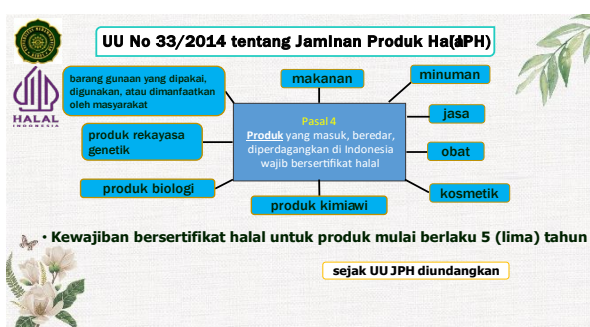 UU No 33/2014 tentang Jaminan Produk Halal (JPH)
barang gunaan yang dipakai,
digunakan, atau dimanfaatkan
oleh masyarakat
makanan
minuman
HALAL
INDONESIA
jasa
produk rekayasa
genetik
Pasal 4
Produk yang masuk, beredar,
diperdagangkan di Indonesia
wajib bersertifikat halal
obat
produk biologi
kosmetik
produk kimiawi
• Kewajiban bersertifikat halal untuk produk mulai berlaku 5 (lima) tahun
sejak UU JPH diundangkan